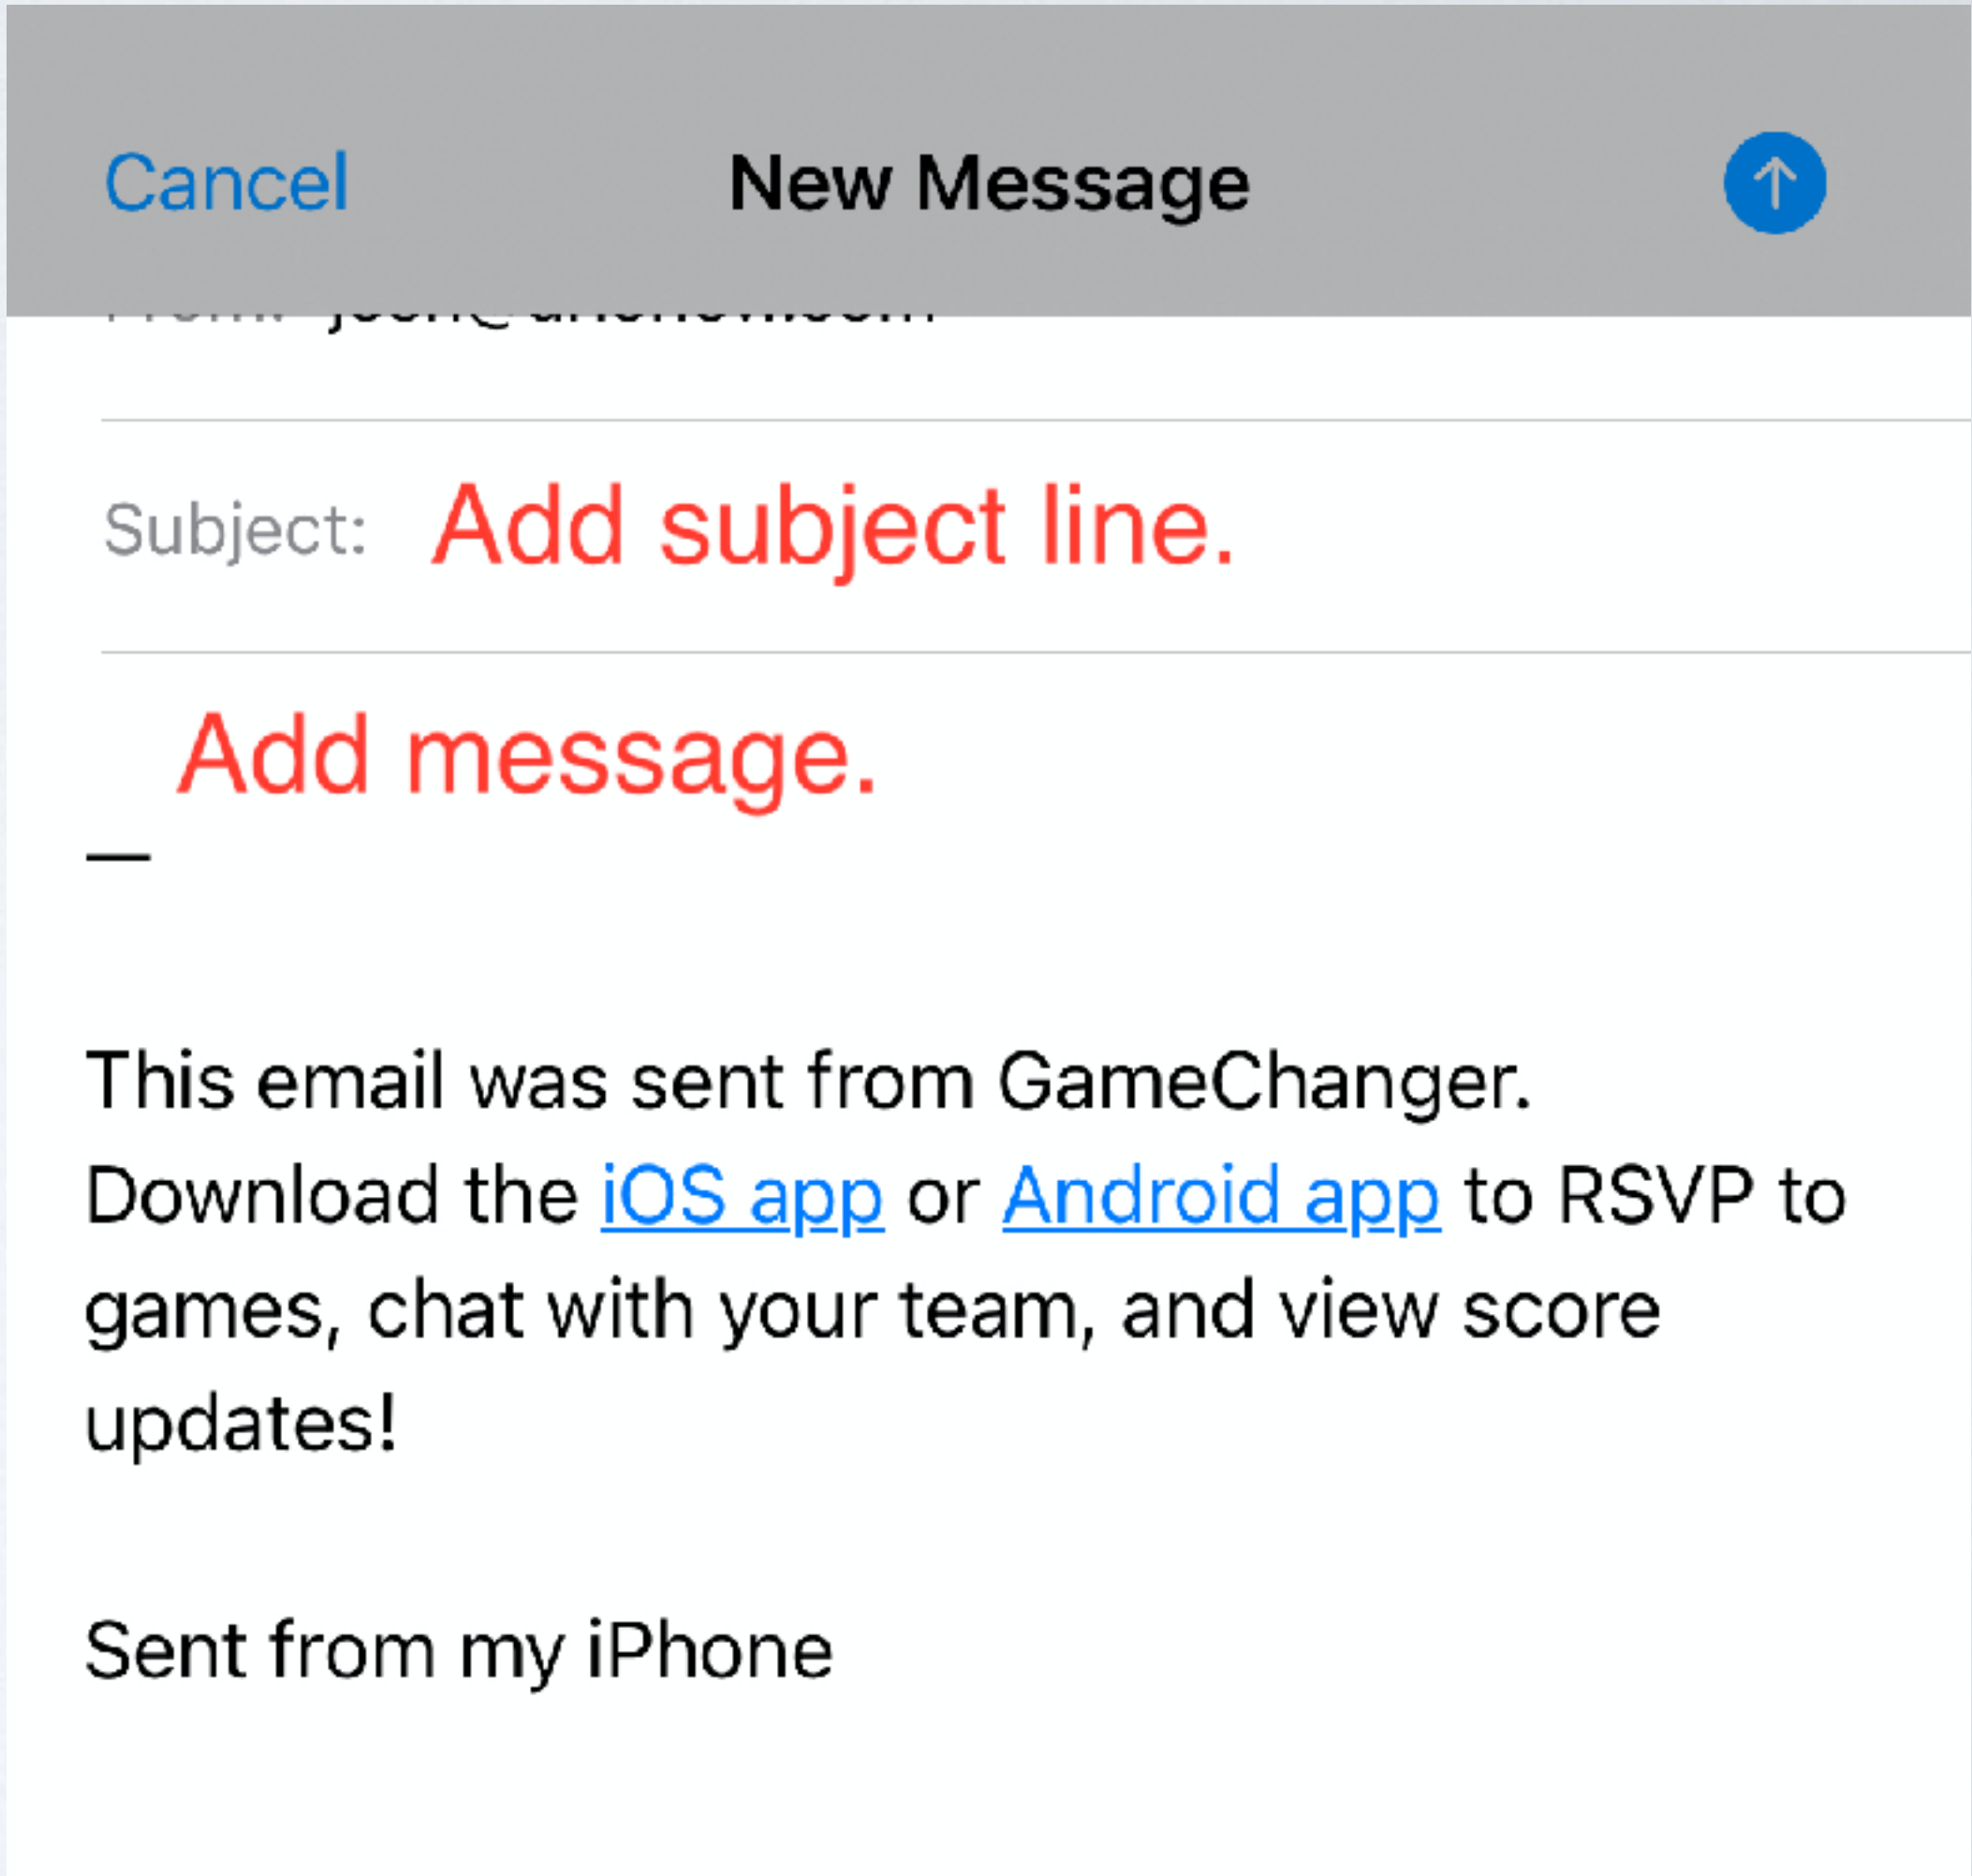 Cancel New Message
Subject: Add subject line.
Add message.
—
This email was sent from GameChanger.
Download the iOS app or Android app to RSVP to
games, chat with your team, and view score
updates!
Sent from my iPhone